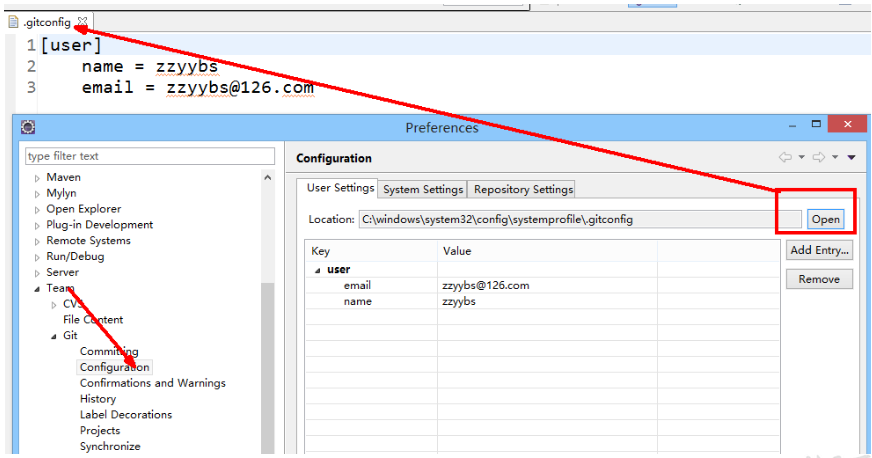 .gitconfig
1 [user]
2 name = zzyybs
3 email = zzyybs@126.com
Preferences
type filter text
Maven
Mylyn
Open Explorer
Plug-in Development
Remote Systems
Run/Debug
Server
Team
CVS
File Content
Git
Committing
Configuration
Confirmations and Warnings
History
Label Decorations
Projects
Synchronize
Configuration
User Settings System Settings Repository Settings
Location: C:\windows\system32\config\systemprofile\.gitconfig Open
Key Value Add Entry...
user
email zzyybs@126.com Remove
name zzyybs